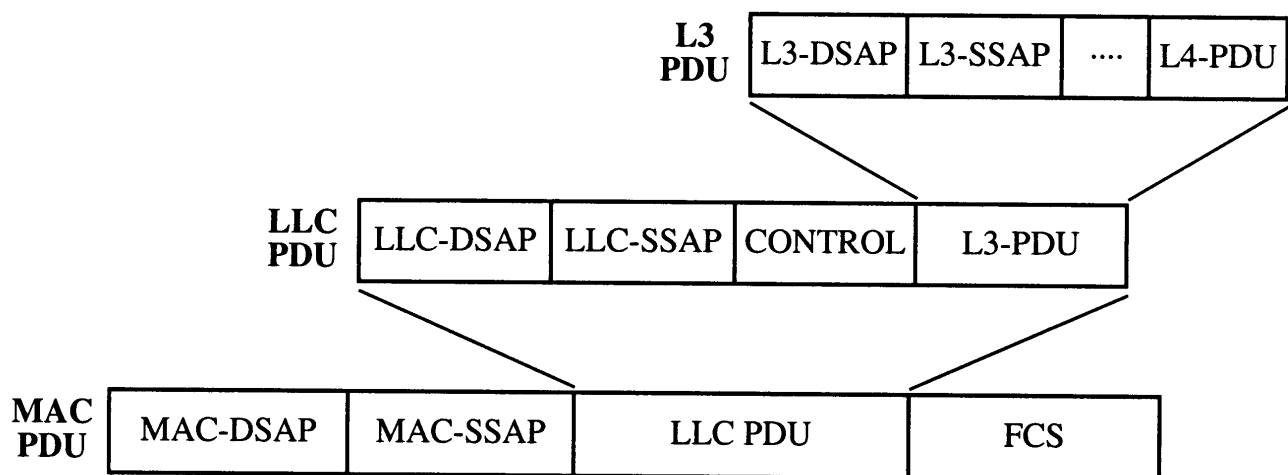 L3
PDU
L3-DSAP L3-SSAP .... L4-PDU
LLC
PDU
LLC-DSAP LLC-SSAP CONTROL L3-PDU
MAC
PDU
MAC-DSAP MAC-SSAP LLC PDU FCS